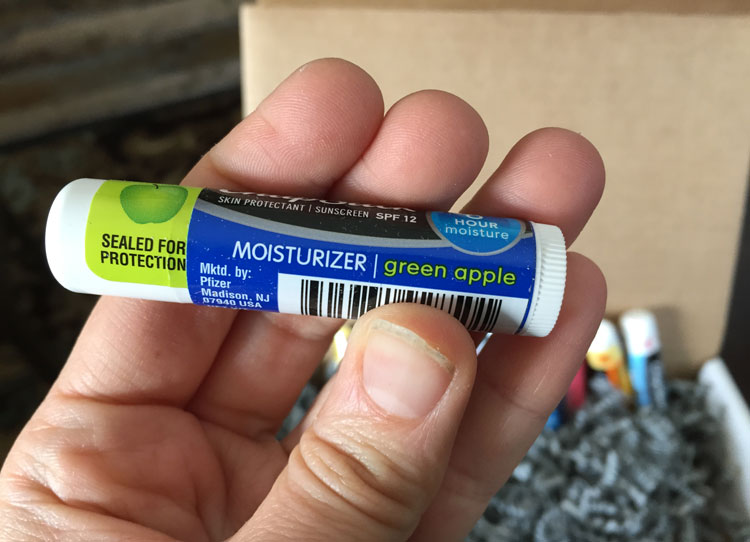 SKIN PROTECTANT | SUNSCREEN SPF 12
HOUR
moisture
SEALED FOR
PROTECTION
MOISTURIZER | green apple
Mktd. by:
Pfizer
Madison, NJ
07940 USA